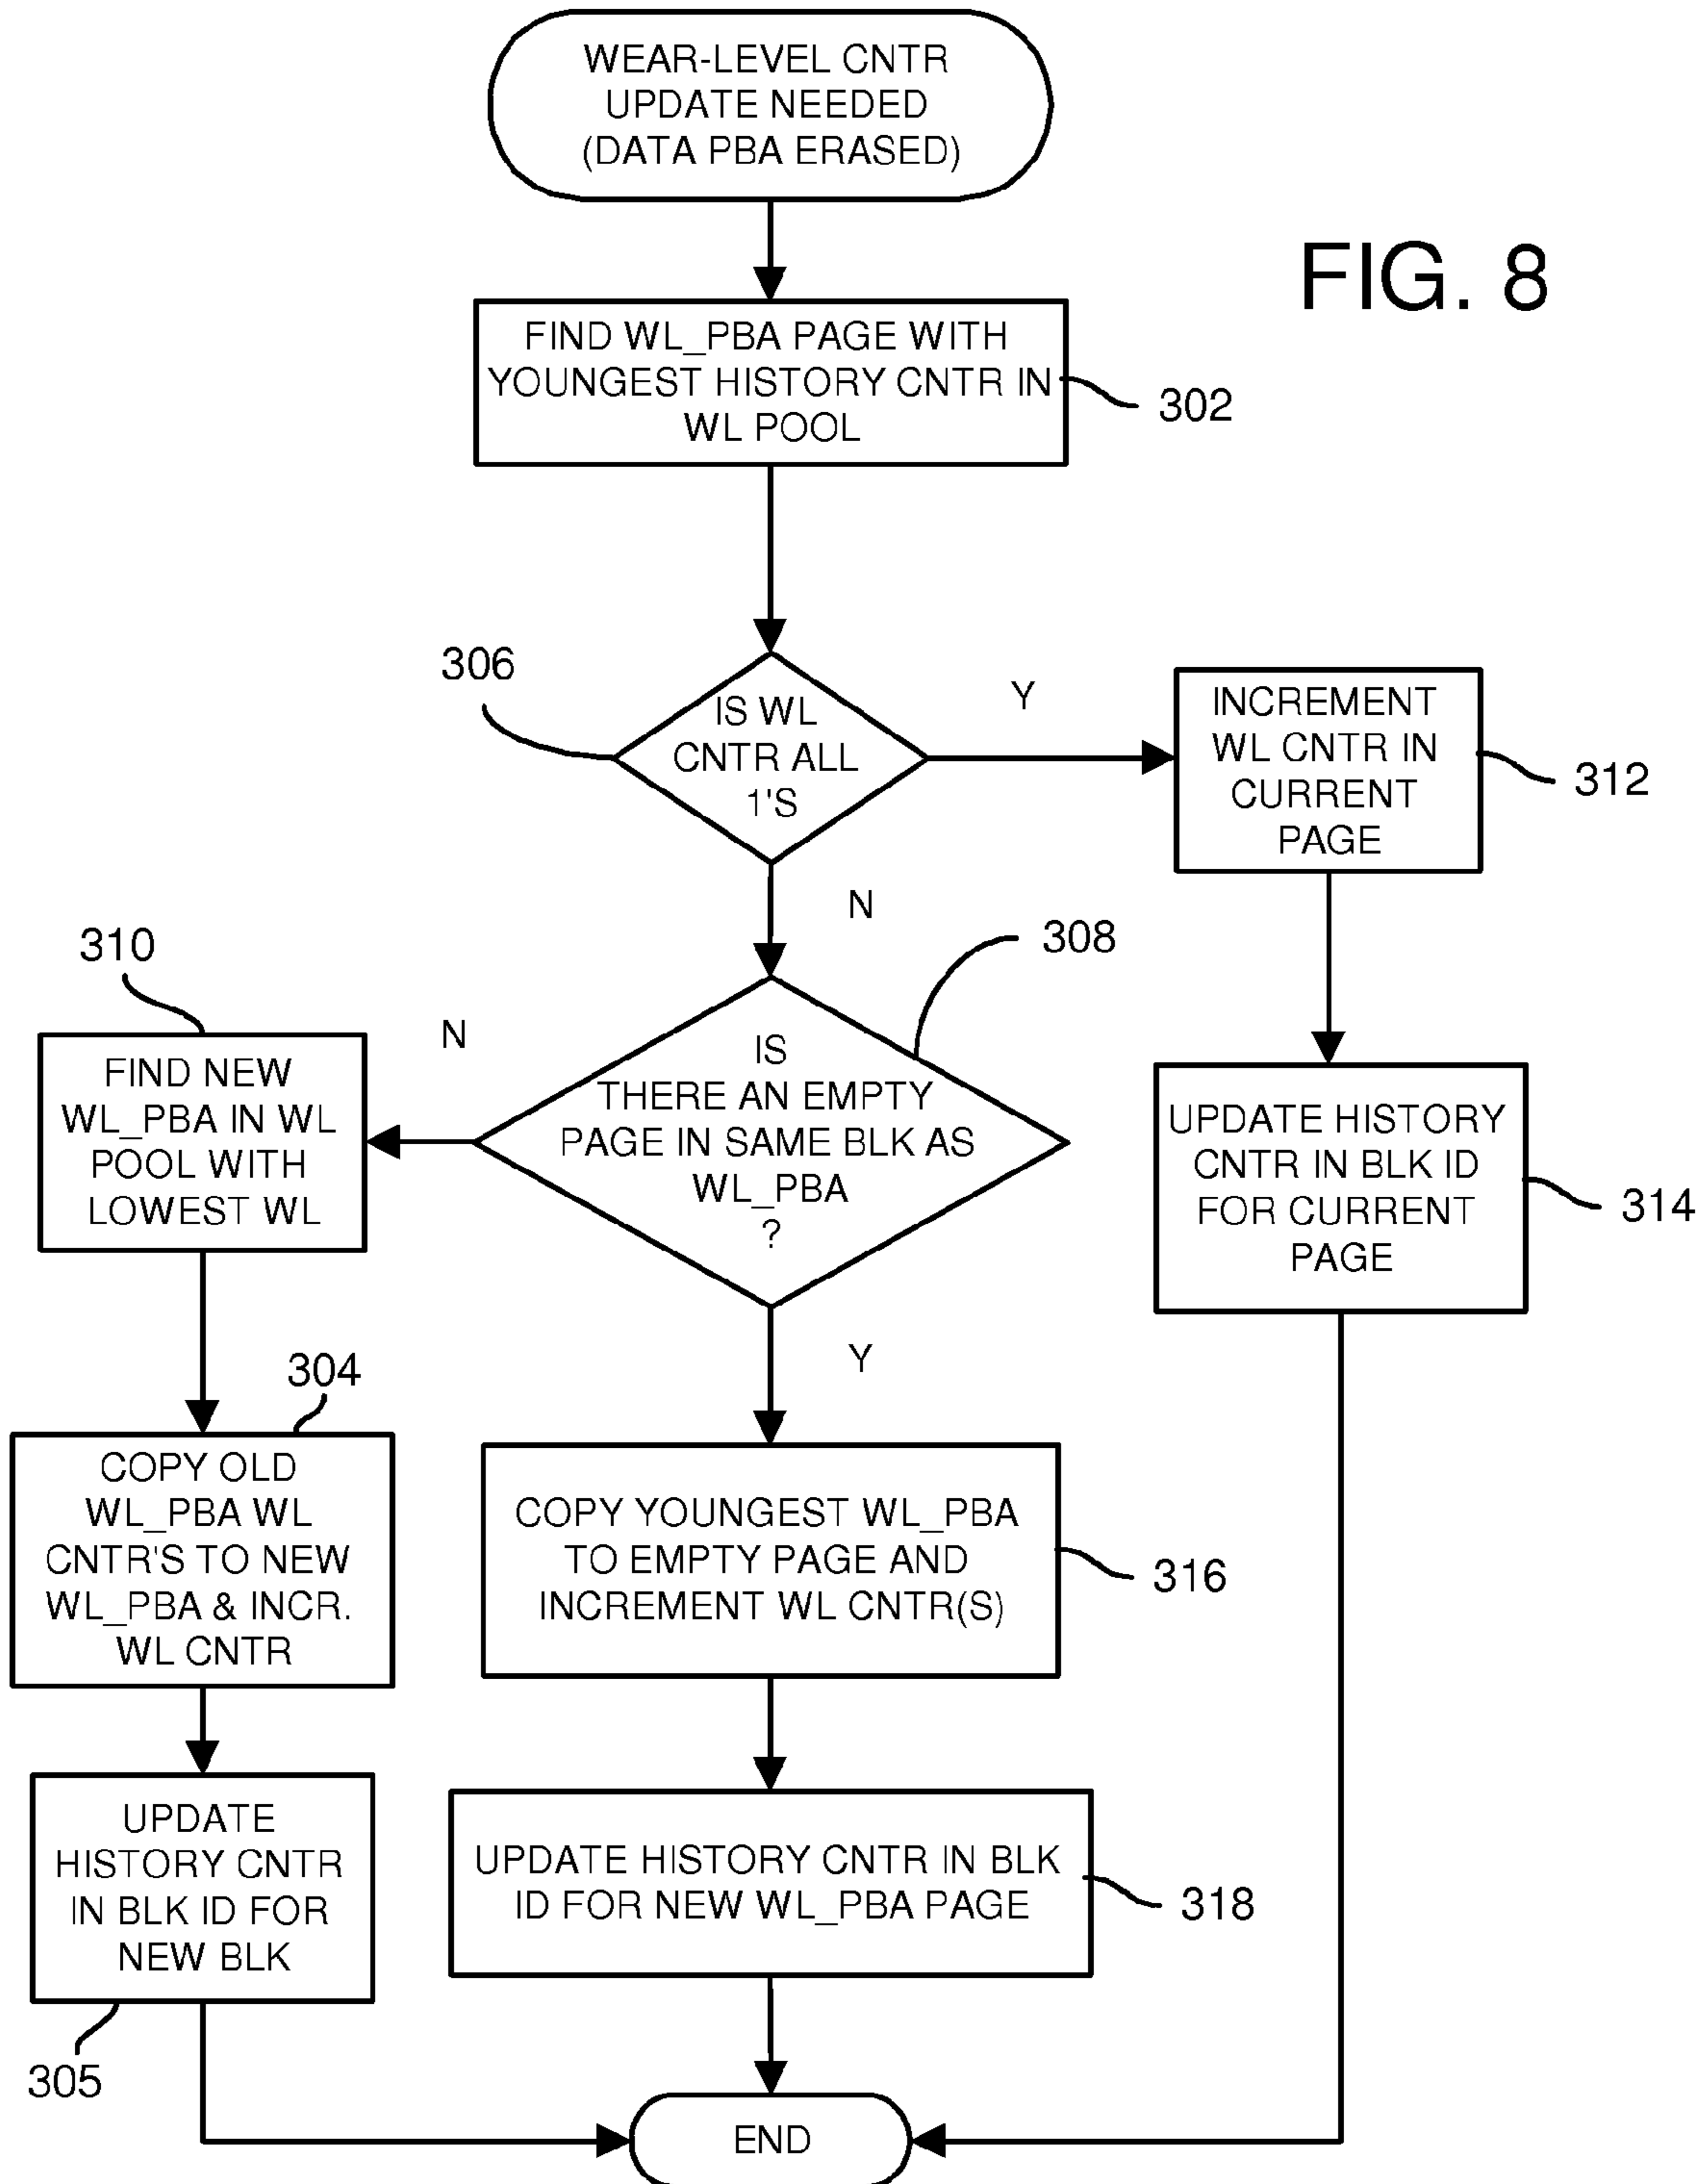 WEAR-LEVEL CNTR
UPDATE NEEDED
(DATA PBA ERASED)
FIG. 8
FIND WL_PBA PAGE WITH
YOUNGEST HISTORY CNTR IN
WL POOL
302
306
IS WL
CNTR ALL
1'S
Y
N
INCREMENT
WL CNTR IN
CURRENT
PAGE
312
310
308
N
FIND NEW
WL_PBA IN WL
POOL WITH
LOWEST WL
IS
THERE AN EMPTY
PAGE IN SAME BLK AS
WL_PBA
?
Y
UPDATE HISTORY
CNTR IN BLK ID
FOR CURRENT
PAGE
314
304
COPY OLD
WL_PBA WL
CNTR'S TO NEW
WL_PBA & INCR.
WL CNTR
COPY YOUNGEST WL_PBA
TO EMPTY PAGE AND
INCREMENT WL CNTR(S)
316
UPDATE
HISTORY CNTR
IN BLK ID FOR
NEW BLK
305
UPDATE HISTORY CNTR IN BLK
ID FOR NEW WL_PBA PAGE
318
END